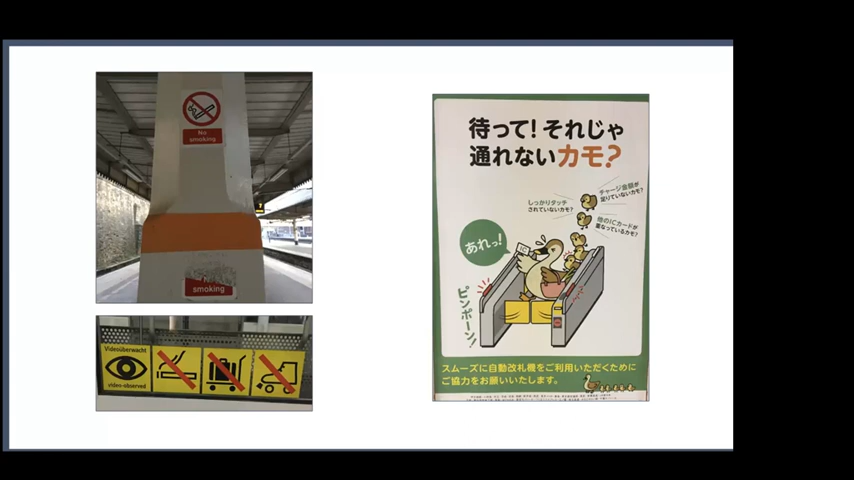 No
smoking
No
smoking
Videoüberwacht
video-observed
待って！それじゃ
通れないカモ？
チャージ金額が
足りていないカモ？
しっかりタッチ
されていないカモ？
他のICカードが
重なっているカモ？
あれっ！
IC
ピンポーン！
スムーズに自動改札機をご利用いただくために
ご協力をお願いいたします。